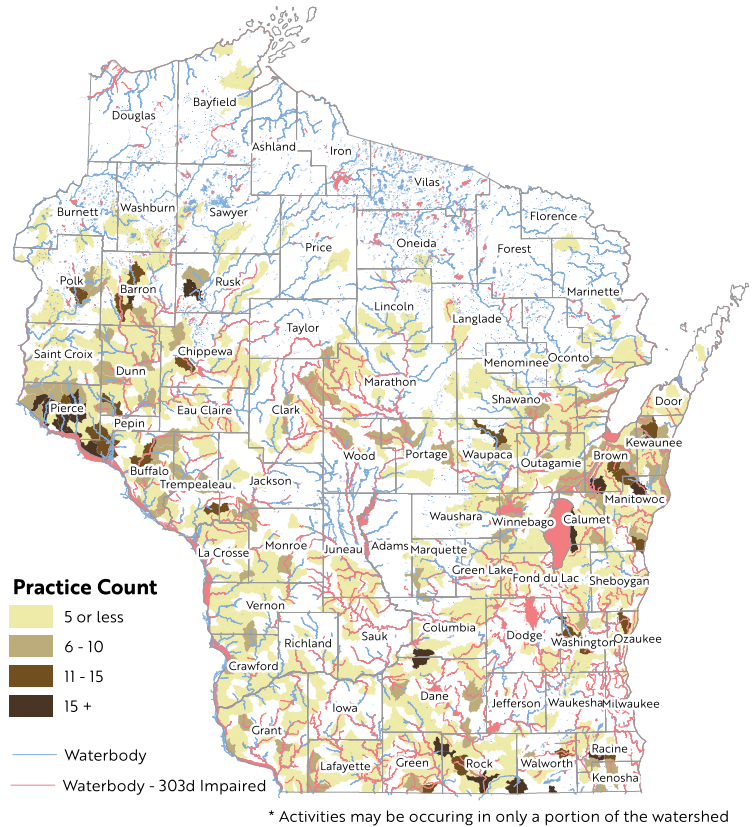 Douglas
Bayfield
Ashland
Iron
Vilas
Burnett
Washburn
Sawyer
Florence
Price
Oneida
Forest
Polk
Barron
Rusk
Marinette
Lincoln
Langlade
Taylor
Saint Croix
Chippewa
Menominee
Oconto
Dunn
Marathon
Shawano
Door
Pierce
Eau Claire
Clark
Pepin
Kewaunee
Wood
Portage
Waupaca
Outagamie
Brown
Buffalo
Trempealeau
Jackson
Manitowoc
Waushara
Winnebago
Calumet
La Crosse
Monroe
Juneau
Adams
Marquette
Green Lake
Fond du Lac
Sheboygan
Practice Count
5 or less
6 - 10
11 - 15
15 +
Waterbody
Waterbody - 303d Impaired
Vernon
Richland
Sauk
Columbia
Dodge
Washington
Ozaukee
Crawford
Dane
Iowa
Jefferson
Waukesha
Milwaukee
Grant
Lafayette
Green
Rock
Walworth
Racine
Kenosha
* Activities may be occuring in only a portion of the watershed